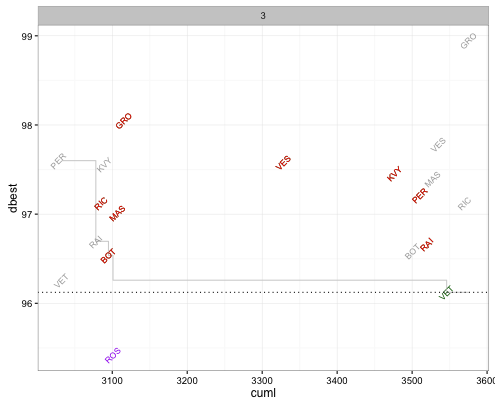 3
99
GRO
98
GRO
VES
PER
KVY
VES
KVY
MAS
97
RIC
MAS
PER
RIC
RAI
BOT
BOT
RAI
VET
VET
96
ROS
dbest
3100
3200
3300
3400
3500
3600
cuml